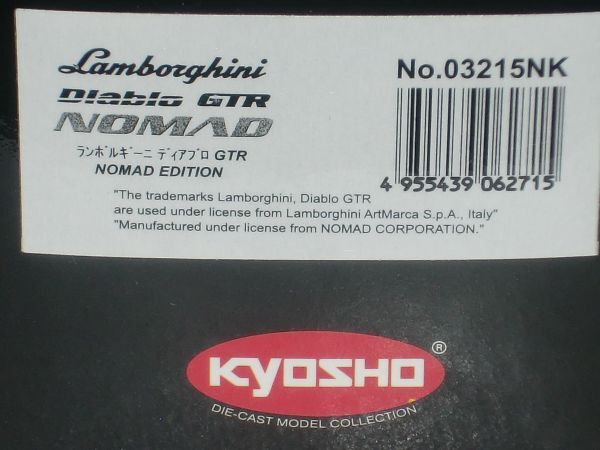 Lamborghini
Diablo GTR
NOMAD
ランボルギーニ ディアブロ GTR
NOMAD EDITION
No.03215NK
4 955439 062715
"The trademarks Lamborghini, Diablo GTR
are used under license from Lamborghini ArtMarca S.p.A., Italy"
"Manufactured under license from NOMAD CORPORATION."
KYOSHO ®
DIE-CAST MODEL COLLECTION